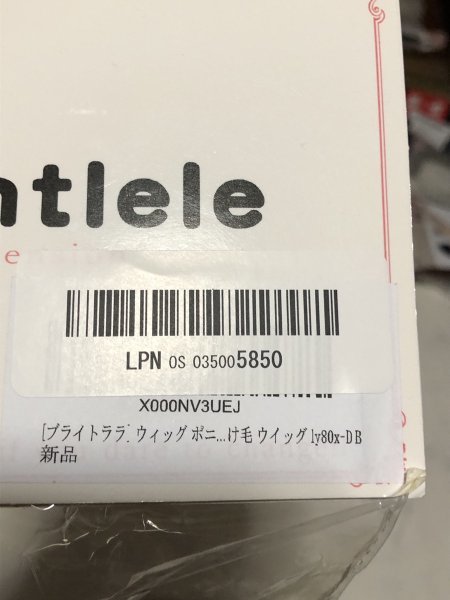 ntlele
LPN OS 035005850
X000NV3UEJ
[ブライトララ] ウィッグ ポニ...け毛 ウイッグ ly80x-DB
新品